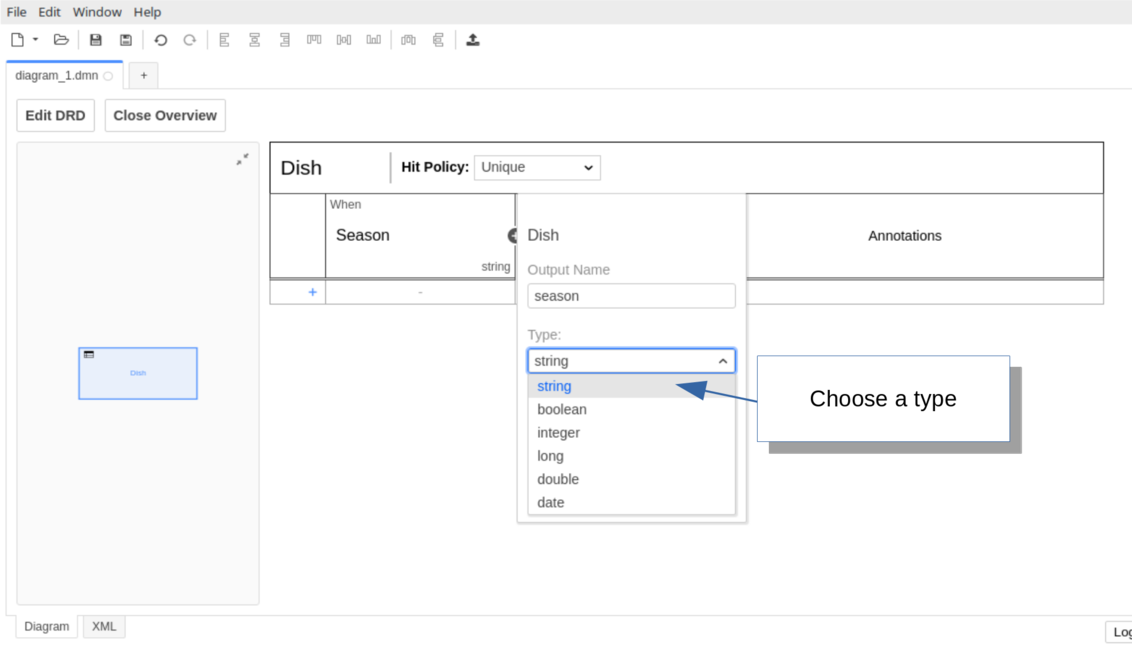 File Edit Window Help
diagram_1.dmn +
Edit DRD Close Overview
Dish Hit Policy: Unique
When
Season
string
+ -
Dish
Output Name
season
Type:
string
string
boolean
integer
long
double
date
Annotations
Choose a type
Dish
Diagram XML
Log